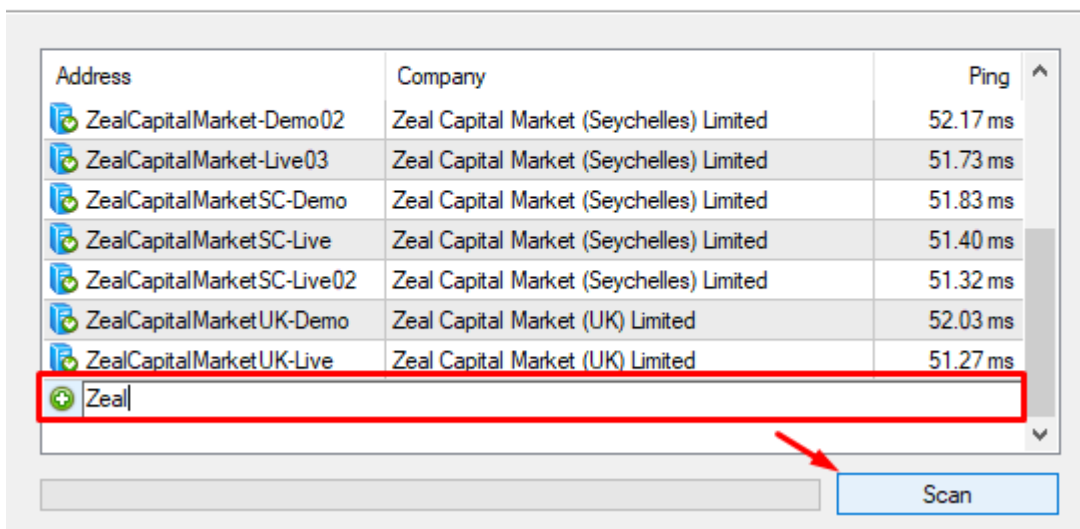 Address Company Ping
ZealCapitalMarket-Demo02 Zeal Capital Market (Seychelles) Limited 52.17 ms
ZealCapitalMarket-Live03 Zeal Capital Market (Seychelles) Limited 51.73 ms
ZealCapitalMarketSC-Demo Zeal Capital Market (Seychelles) Limited 51.83 ms
ZealCapitalMarketSC-Live Zeal Capital Market (Seychelles) Limited 51.40 ms
ZealCapitalMarketSC-Live02 Zeal Capital Market (Seychelles) Limited 51.32 ms
ZealCapitalMarketUK-Demo Zeal Capital Market (UK) Limited 52.03 ms
ZealCapitalMarketUK-Live Zeal Capital Market (UK) Limited 51.27 ms
Zeal
Scan